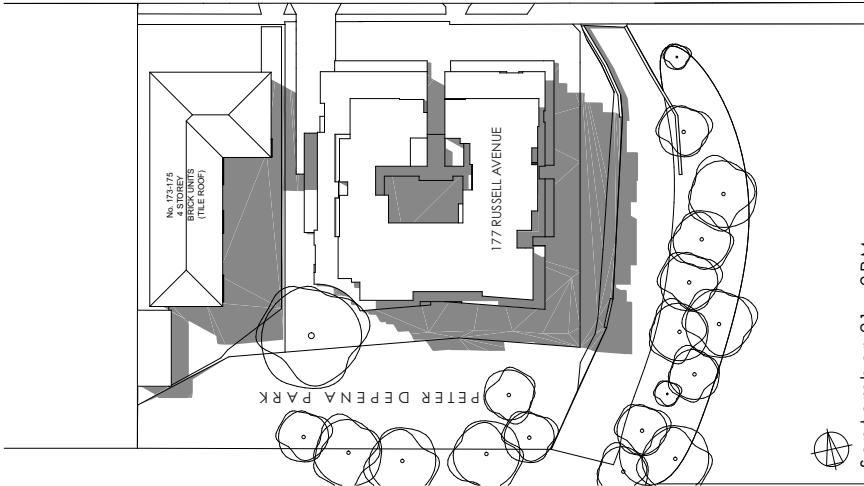 No. 173-175
4 STOREY
BRICK UNITS
(TILE ROOF)
177 RUSSELL AVENUE
PETER DEPENA PARK